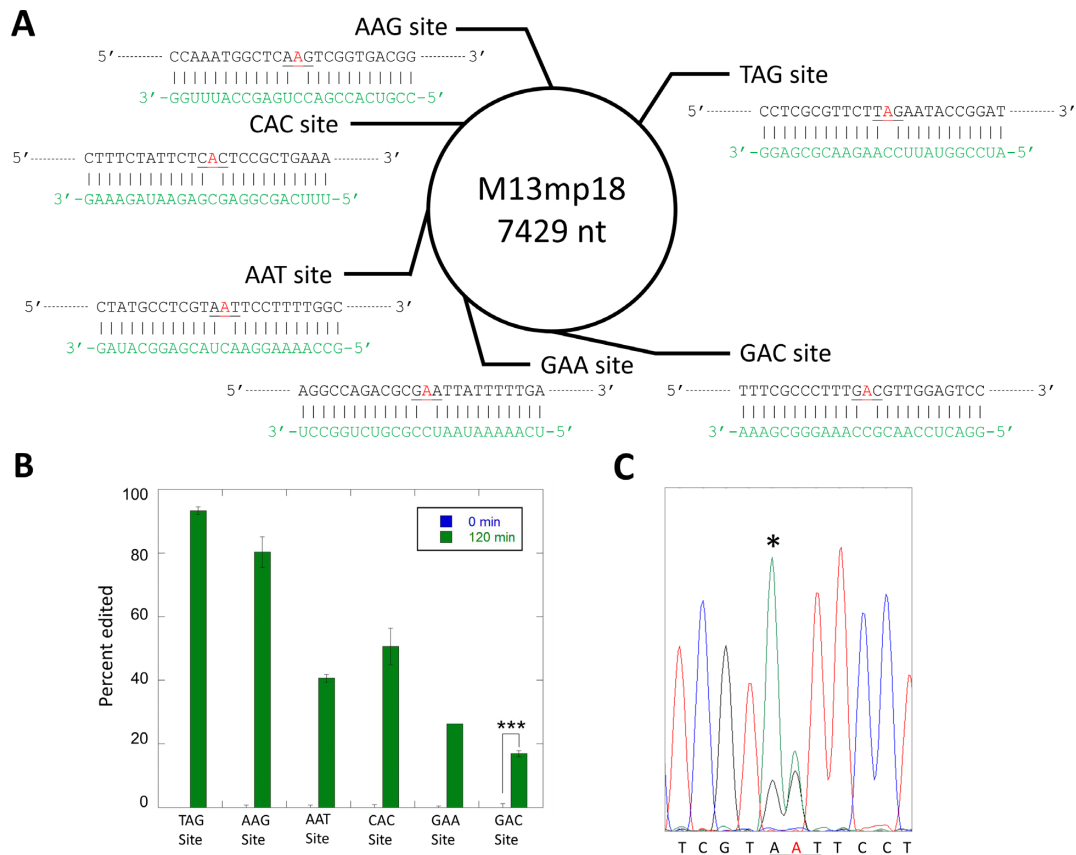 A
AAG site
5’ CCAAATGGCTCAAGTCGGTGACGG 3’
3’-GGUUUACCGAGUCCAGCCACUGCC-5’
TAG site
5’ CCTCGCGTTCTTAGAATACCGGAT 3’
3’-GGAGCGCAAGAACCUUAUGGCCUA-5’
CAC site
5’ CTTTCTATTCTCACTCCGCTGAAA 3’
3’-GAAAGAUAAGAGCGAGGCGACUUU-5’
M13mp18
7429 nt
AAT site
5’ CTATGCCTCGTAATTCCTTTTGGC 3’
3’-GAUACGGAGCAUCAAGGAAAACCG-5’
GAA site
5’ AGGCCAGACGCGAATTATTTTTGA 3’
3’-UCCGGUCUGCGCCUAAUAAAAACU-5’
GAC site
5’ TTTCGCCCTTTGACGTTGGAGTCC 3’
3’-AAAGCGGGAAACCGCAACCUCAGG-5’
B
Percent edited
100
80
60
40
20
0
0 min
120 min
***
TAG Site
AAG Site
AAT Site
CAC Site
GAA Site
GAC Site
C
*
T C G T A A T T C C T